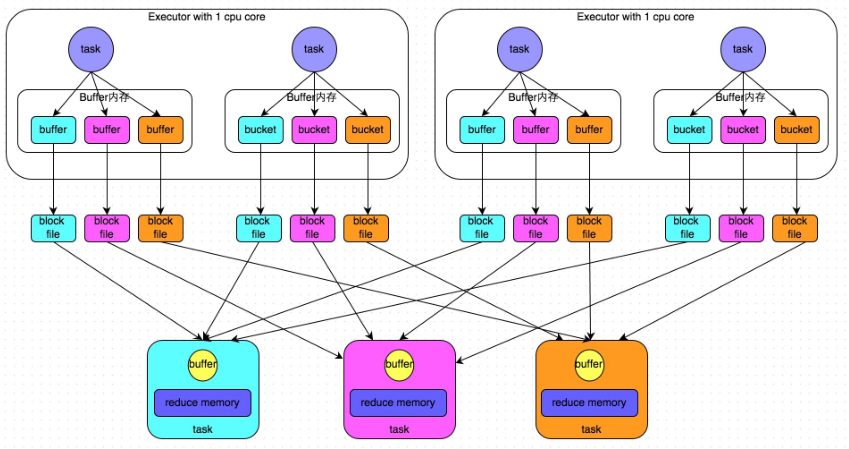 Executor with 1 cpu core
Executor with 1 cpu core
task
task
task
task
Buffer内存
Buffer内存
Buffer内存
Buffer内存
buffer
buffer
buffer
bucket
bucket
bucket
buffer
buffer
buffer
bucket
bucket
bucket
block
file
block
file
block
file
block
file
block
file
block
file
block
file
block
file
block
file
block
file
block
file
block
file
buffer
reduce memory
task
buffer
reduce memory
task
buffer
reduce memory
task